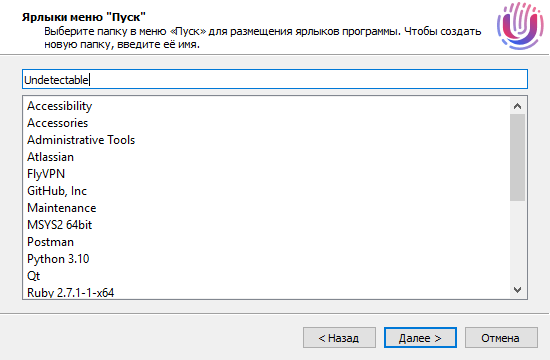 Ярлыки меню "Пуск"
Выберите папку в меню «Пуск» для размещения ярлыков программы. Чтобы создать
новую папку, введите её имя.
Undetectable
Accessibility
Accessories
Administrative Tools
Atlassian
FlyVPN
GitHub, Inc
Maintenance
MSYS2 64bit
Postman
Python 3.10
Qt
Ruby 2.7.1-1-x64
< Назад
Далее >
Отмена